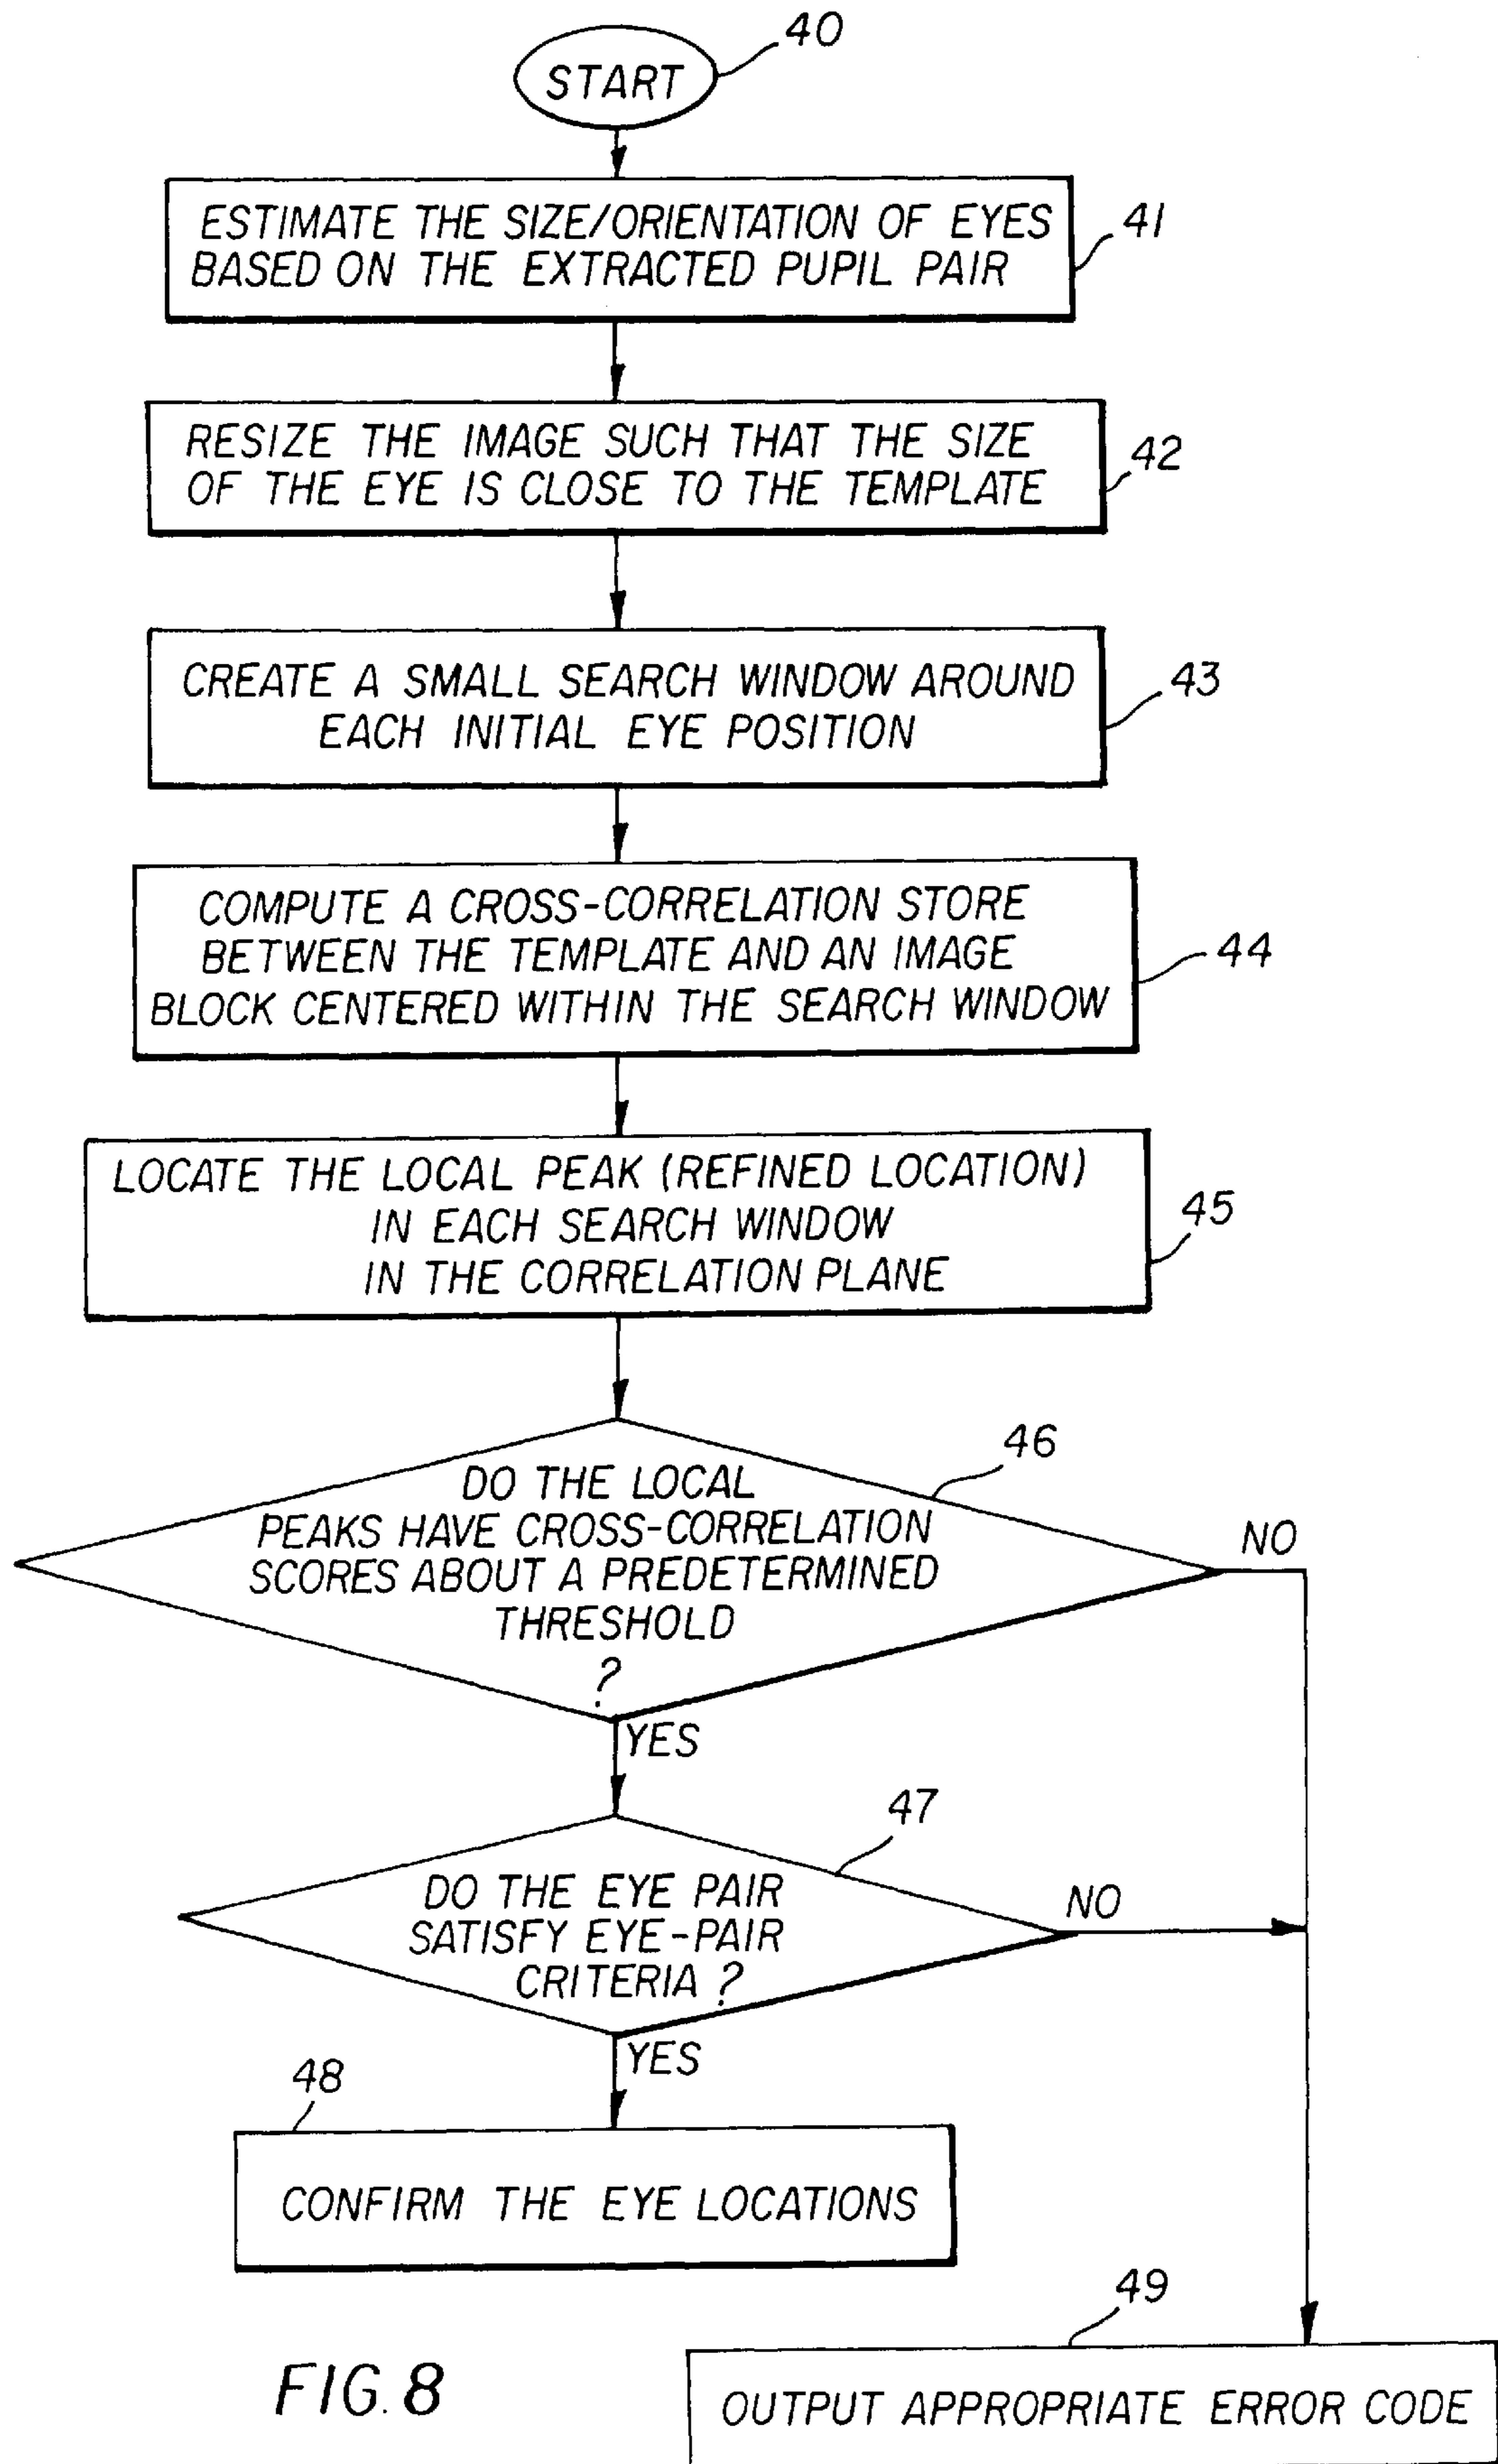 START
40
ESTIMATE THE SIZE/ORIENTATION OF EYES
BASED ON THE EXTRACTED PUPIL PAIR
41
RESIZE THE IMAGE SUCH THAT THE SIZE
OF THE EYE IS CLOSE TO THE TEMPLATE
42
CREATE A SMALL SEARCH WINDOW AROUND
EACH INITIAL EYE POSITION
43
COMPUTE A CROSS-CORRELATION STORE
BETWEEN THE TEMPLATE AND AN IMAGE
BLOCK CENTERED WITHIN THE SEARCH WINDOW
44
LOCATE THE LOCAL PEAK (REFINED LOCATION)
IN EACH SEARCH WINDOW
IN THE CORRELATION PLANE
45
46
DO THE LOCAL
PEAKS HAVE CROSS-CORRELATION
SCORES ABOUT A PREDETERMINED
THRESHOLD
?
NO
YES
47
DO THE EYE PAIR
SATISFY EYE-PAIR
CRITERIA ?
NO
YES
48
CONFIRM THE EYE LOCATIONS
49
OUTPUT APPROPRIATE ERROR CODE
FIG. 8